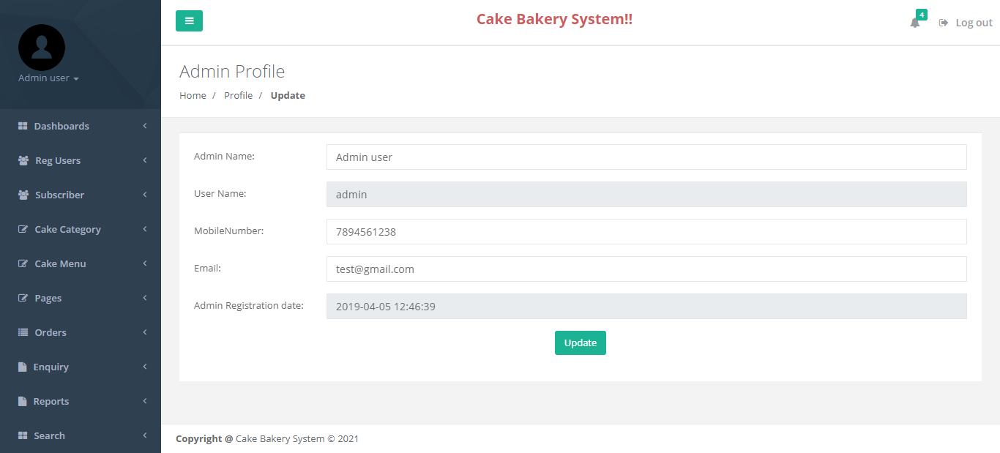 Cake Bakery System!!
4
Log out
Admin user
Admin Profile
Home / Profile / Update
Dashboards
Reg Users
Subscriber
Cake Category
Cake Menu
Pages
Orders
Enquiry
Reports
Search
Admin Name: Admin user
User Name: admin
MobileNumber: 7894561238
Email: test@gmail.com
Admin Registration date: 2019-04-05 12:46:39
Update
Copyright @ Cake Bakery System © 2021